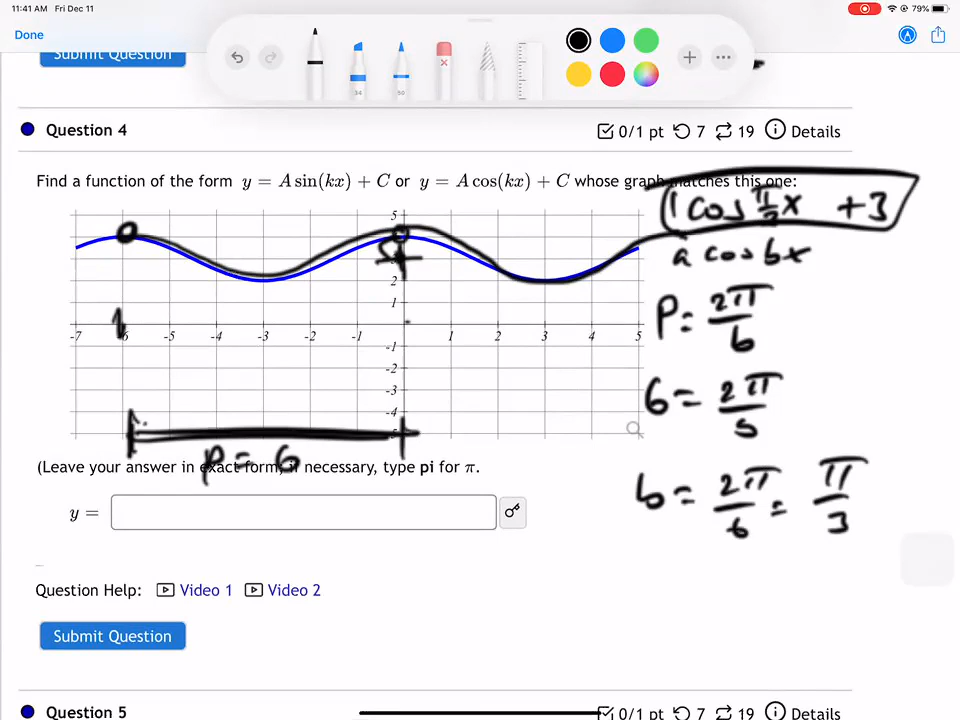 11:41 AM Fri Dec 11
79%
Done
Submit Question
34
50
Question 4
0/1 pt 7 19 Details
Find a function of the form y = A sin(kx) + C or y = A cos(kx) + C whose graph matches this one:
1 cos π/3 x + 3
a cos bx
5
2
1
-7 -6 -5 -4 -3 -2 -1 1 2 3 4 5
-1
-2
-3
-4
P = 2π/b
6 = 2π/b
b = 2π/6 = π/3
P = 6
(Leave your answer in exact form; if necessary, type pi for π.
y =
Question Help: Video 1 Video 2
Submit Question
Question 5
0/1 pt 7 19 Details